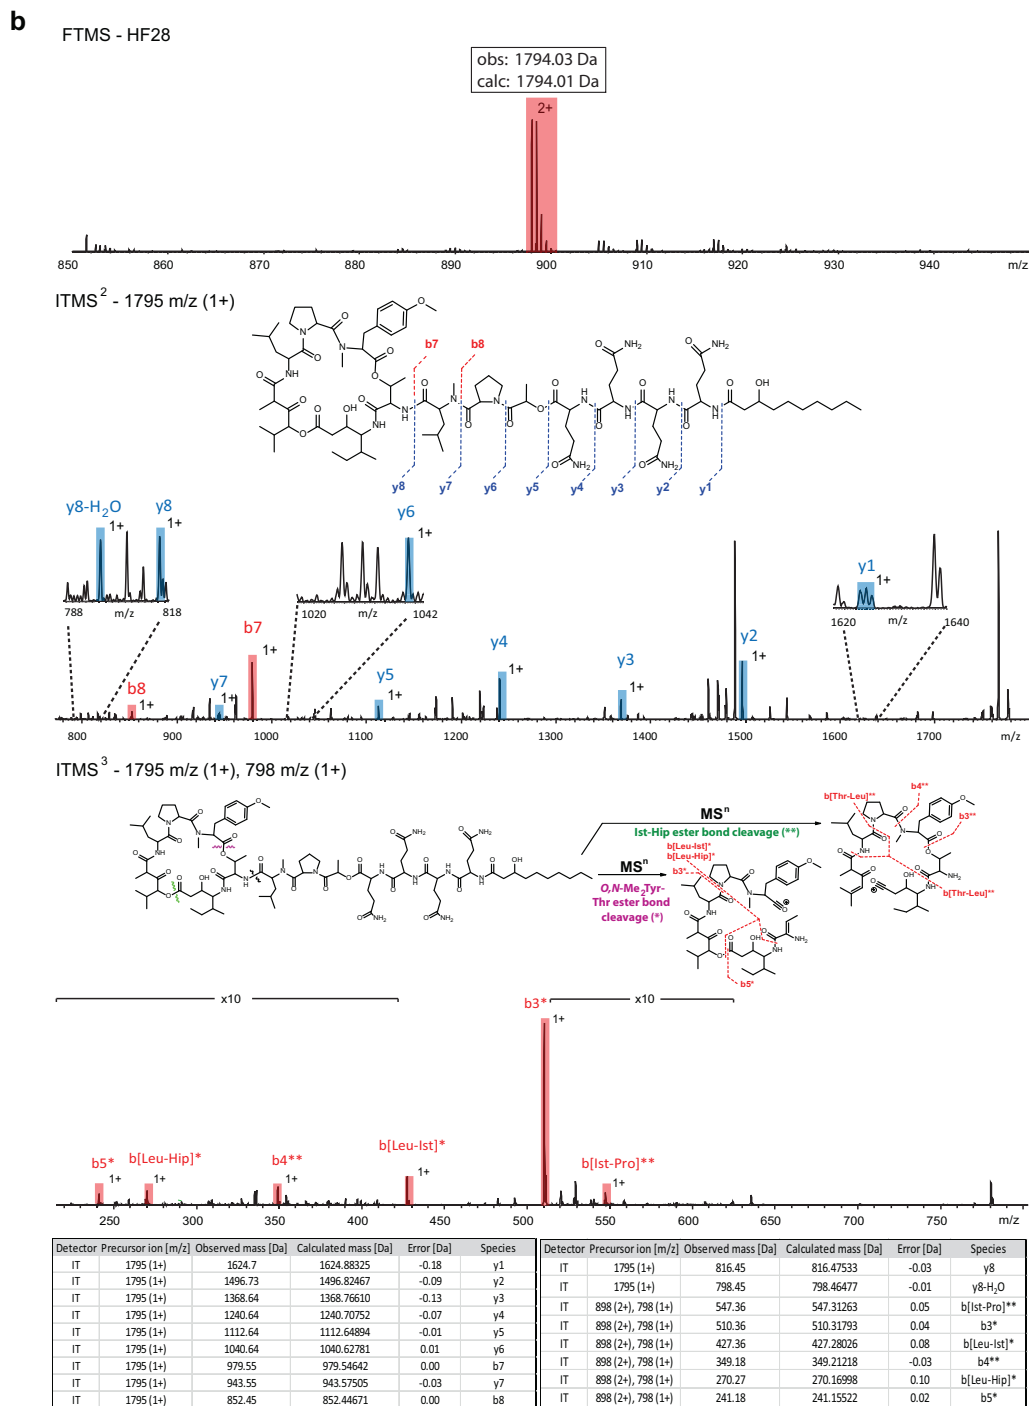 b
FTMS - HF28
obs: 1794.03 Da
calc: 1794.01 Da
2+
850 860 870 880 890 900 910 920 930 940 m/z
ITMS2 - 1795 m/z (1+)
b7 b8
y8 y7 y6 y5 y4 y3 y2 y1
y8-H2O y8 y6 y1
1+ 1+ 1+ 1+
788 m/z 818
1020 m/z 1042
1620 m/z 1640
b8 1+
y7 1+
b7 1+
y5 1+
y4 1+
y3 1+
y2 1+
800 900 1000 1100 1200 1300 1400 1500 1600 1700 m/z
ITMS3 - 1795 m/z (1+), 798 m/z (1+)
MSn
Ist-Hip ester bond cleavage (**)
MSn
O,N-Me2Tyr-
Thr ester bond
cleavage (*)
b[Leu-Ist]*
b[Leu-Hip]*
b3*
b5*
b[Thr-Leu]**
b4**
b3**
b[Thr-Leu]**
x10 x10
b5* 1+
b[Leu-Hip]* 1+
b4** 1+
b[Leu-Ist]* 1+
b3* 1+
b[Ist-Pro]** 1+
250 300 350 400 450 500 550 600 650 700 750 m/z
Detector Precursor ion [m/z] Observed mass [Da] Calculated mass [Da] Error [Da] Species
IT 1795 (1+) 1624.7 1624.88325 -0.18 y1
IT 1795 (1+) 1496.73 1496.82467 -0.09 y2
IT 1795 (1+) 1368.64 1368.76610 -0.13 y3
IT 1795 (1+) 1240.64 1240.70752 -0.07 y4
IT 1795 (1+) 1112.64 1112.64894 -0.01 y5
IT 1795 (1+) 1040.64 1040.62781 0.01 y6
IT 1795 (1+) 979.55 979.54642 0.00 b7
IT 1795 (1+) 943.55 943.57505 -0.03 y7
IT 1795 (1+) 852.45 852.44671 0.00 b8
Detector Precursor ion [m/z] Observed mass [Da] Calculated mass [Da] Error [Da] Species
IT 1795 (1+) 816.45 816.47533 -0.03 y8
IT 1795 (1+) 798.45 798.46477 -0.01 y8-H2O
IT 898 (2+), 798 (1+) 547.36 547.31263 0.05 b[Ist-Pro]**
IT 898 (2+), 798 (1+) 510.36 510.31793 0.04 b3*
IT 898 (2+), 798 (1+) 427.36 427.28026 0.08 b[Leu-Ist]*
IT 898 (2+), 798 (1+) 349.18 349.21218 -0.03 b4**
IT 898 (2+), 798 (1+) 270.27 270.16998 0.10 b[Leu-Hip]*
IT 898 (2+), 798 (1+) 241.18 241.15522 0.02 b5*